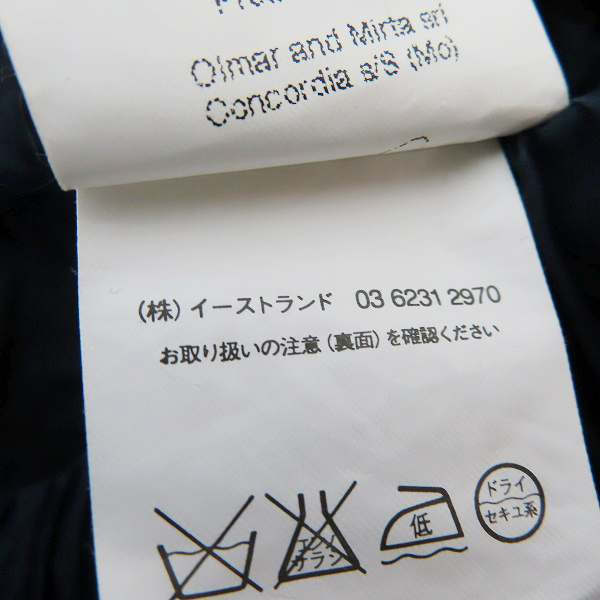 Olmar and Mirta srl
Concordia s/S (Mo)
(株) イーストランド 03 6231 2970
お取り扱いの注意 (裏面) を確認ください
エンソ
サラシ
低
ドライ
セキユ系